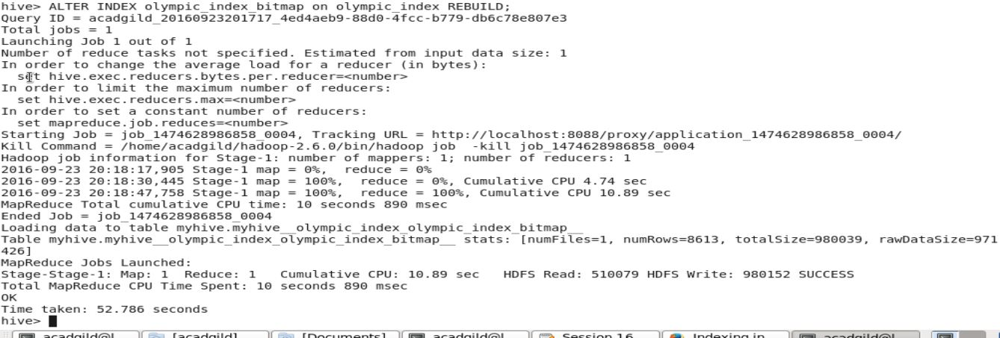 hive> ALTER INDEX olympic_index_bitmap on olympic_index REBUILD;
Query ID = acadgild_20160923201717_4ed4aeb9-88d0-4fcc-b779-db6c78e807e3
Total jobs = 1
Launching Job 1 out of 1
Number of reduce tasks not specified. Estimated from input data size: 1
In order to change the average load for a reducer (in bytes):
  set hive.exec.reducers.bytes.per.reducer=<number>
In order to limit the maximum number of reducers:
  set hive.exec.reducers.max=<number>
In order to set a constant number of reducers:
  set mapreduce.job.reduces=<number>
Starting Job = job_1474628986858_0004, Tracking URL = http://localhost:8088/proxy/application_1474628986858_0004/
Kill Command = /home/acadgild/hadoop-2.6.0/bin/hadoop job  -kill job_1474628986858_0004
Hadoop job information for Stage-1: number of mappers: 1; number of reducers: 1
2016-09-23 20:18:17,905 Stage-1 map = 0%,  reduce = 0%
2016-09-23 20:18:30,445 Stage-1 map = 100%,  reduce = 0%, Cumulative CPU 4.74 sec
2016-09-23 20:18:47,758 Stage-1 map = 100%,  reduce = 100%, Cumulative CPU 10.89 sec
MapReduce Total cumulative CPU time: 10 seconds 890 msec
Ended Job = job_1474628986858_0004
Loading data to table myhive.myhive__olympic_index_olympic_index_bitmap__
Table myhive.myhive__olympic_index_olympic_index_bitmap__ stats: [numFiles=1, numRows=8613, totalSize=980039, rawDataSize=971
426]
MapReduce Jobs Launched:
Stage-Stage-1: Map: 1  Reduce: 1   Cumulative CPU: 10.89 sec   HDFS Read: 510079 HDFS Write: 980152 SUCCESS
Total MapReduce CPU Time Spent: 10 seconds 890 msec
OK
Time taken: 52.786 seconds
hive>
acadgild@l... [acadgild] [Documents] acadgild@l... Session 16 Indexing in acadgild@l...